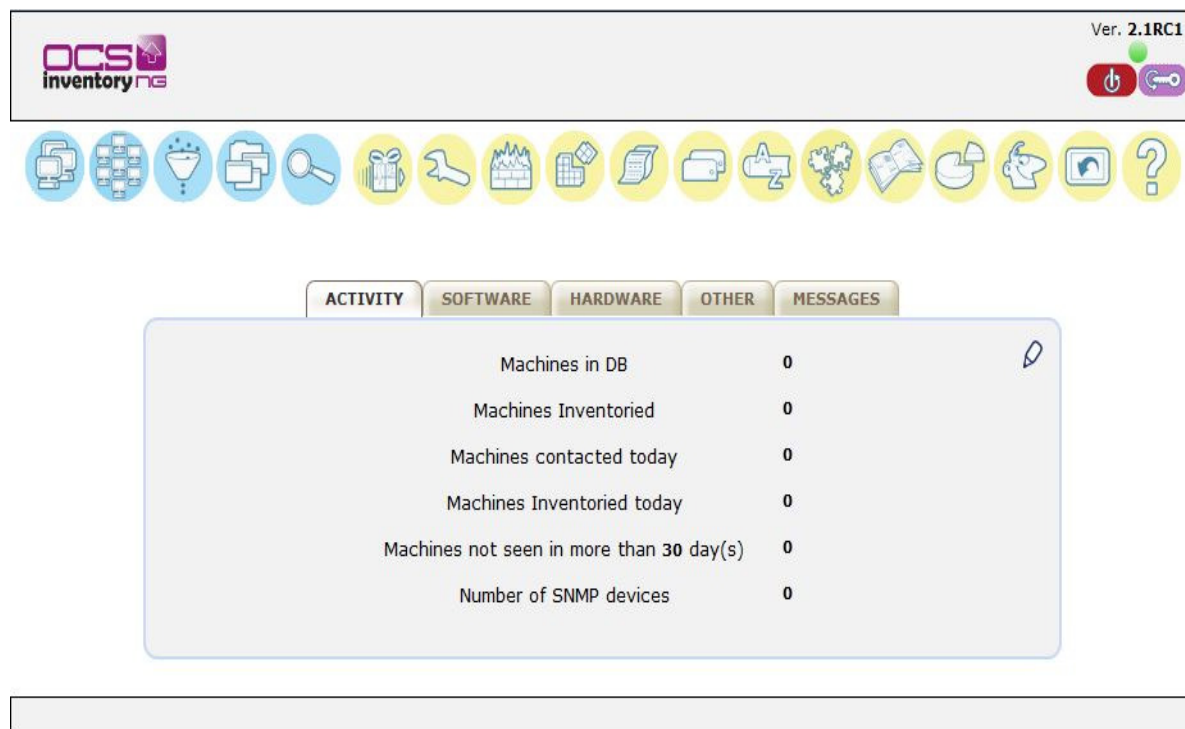 Ver. 2.1RC1
OCS
inventory NG
A
Z
?
ACTIVITY SOFTWARE HARDWARE OTHER MESSAGES
Machines in DB 0
Machines Inventoried 0
Machines contacted today 0
Machines Inventoried today 0
Machines not seen in more than 30 day(s) 0
Number of SNMP devices 0